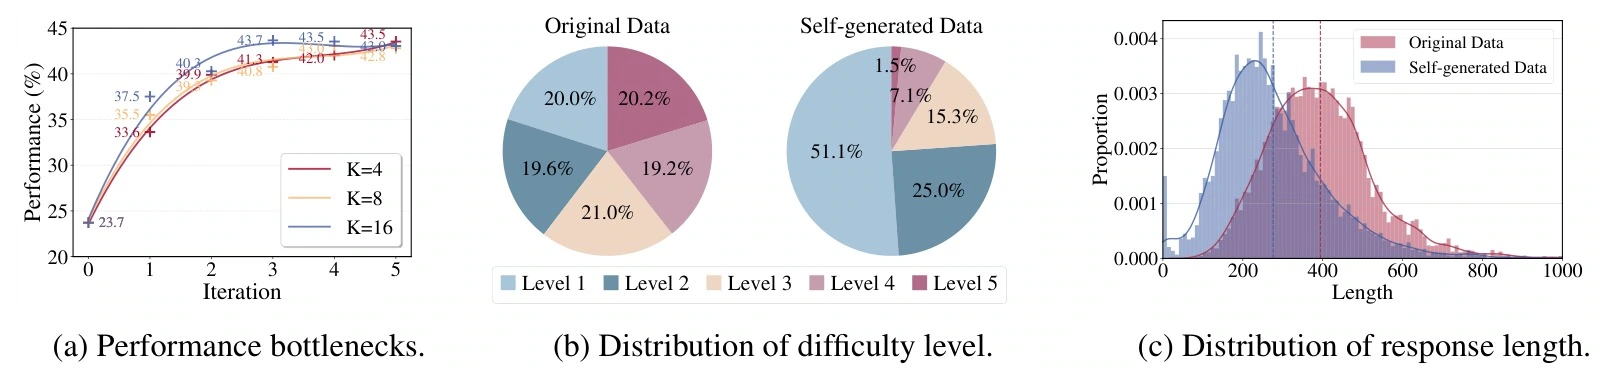 45
40
35
30
25
20
Performance (%)
23.7
37.5
35.5
33.6
40.3
39.9
43.7
41.3
40.8
43.5
42.0
43.5
43.0
42.8
K=4
K=8
K=16
0 1 2 3 4 5
Iteration
(a) Performance bottlenecks.
Original Data
20.0%
20.2%
19.6%
19.2%
21.0%
Self-generated Data
1.5%
7.1%
15.3%
51.1%
25.0%
Level 1 Level 2 Level 3 Level 4 Level 5
(b) Distribution of difficulty level.
0.004
0.003
0.002
0.001
0.000
Proportion
Original Data
Self-generated Data
0 200 400 600 800 1000
Length
(c) Distribution of response length.